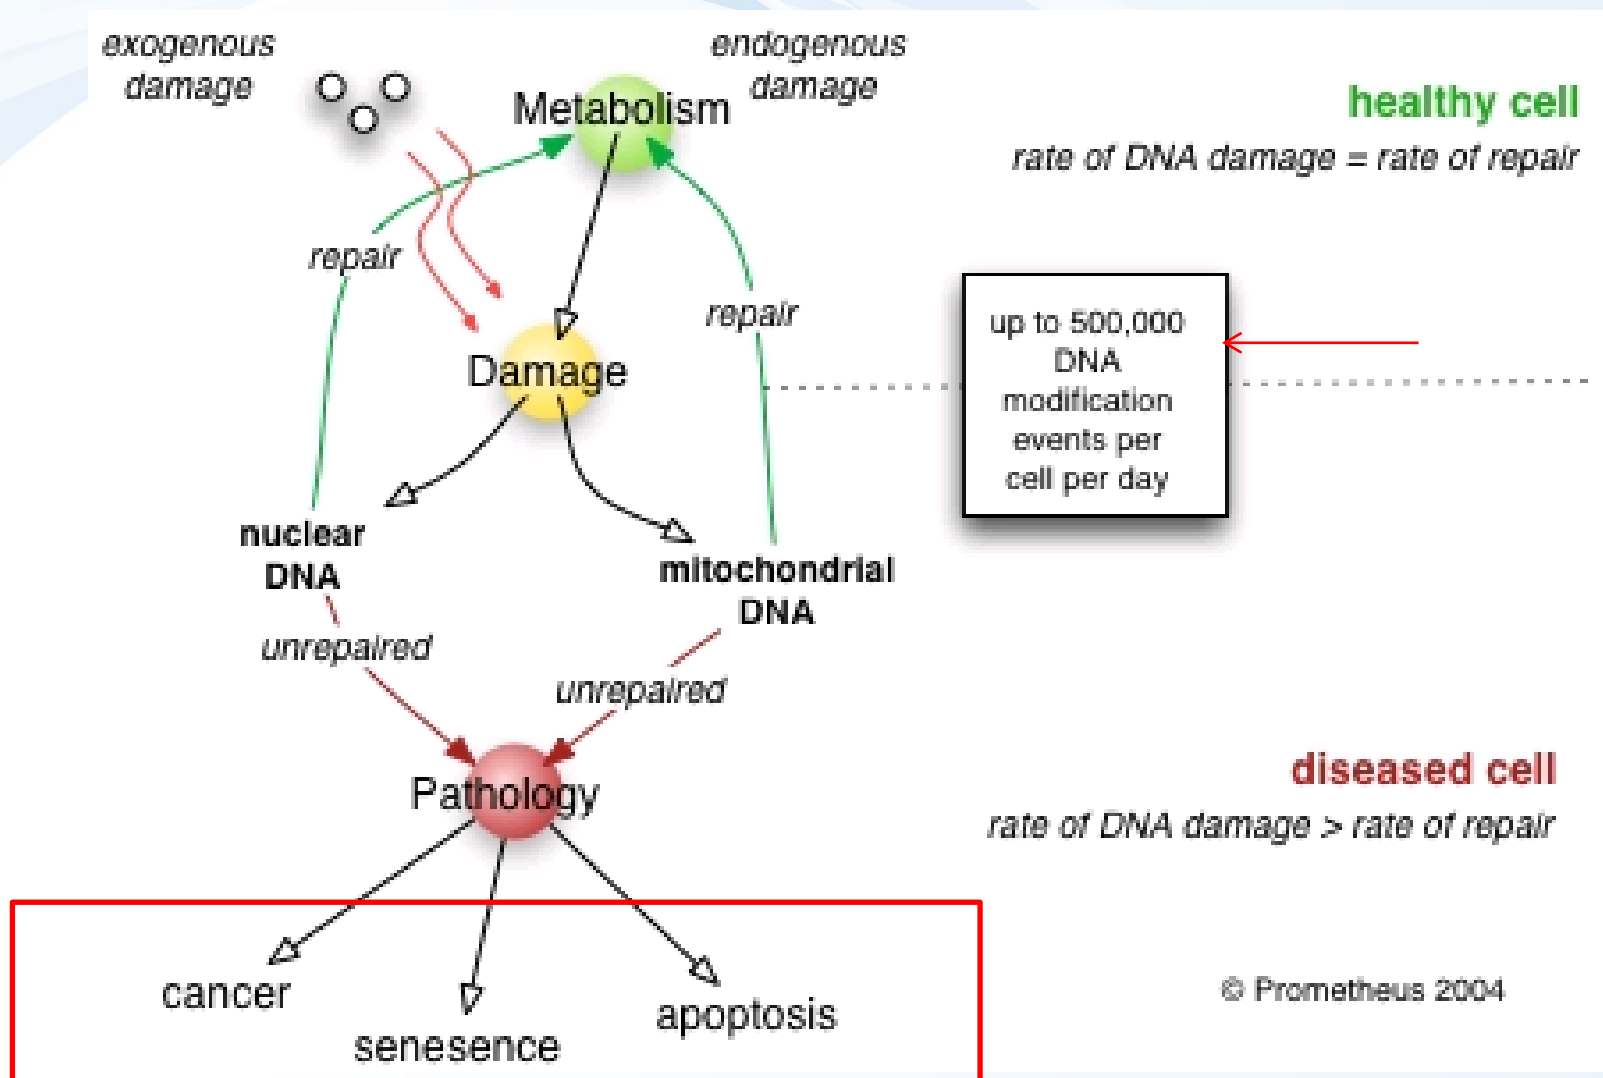 exogenous
damage
endogenous
damage
Metabolism
healthy cell
rate of DNA damage = rate of repair
repair
repair
up to 500,000
DNA
modification
events per
cell per day
Damage
nuclear
DNA
mitochondrial
DNA
unrepaired
unrepaired
Pathology
diseased cell
rate of DNA damage > rate of repair
cancer
senesence
apoptosis
© Prometheus 2004